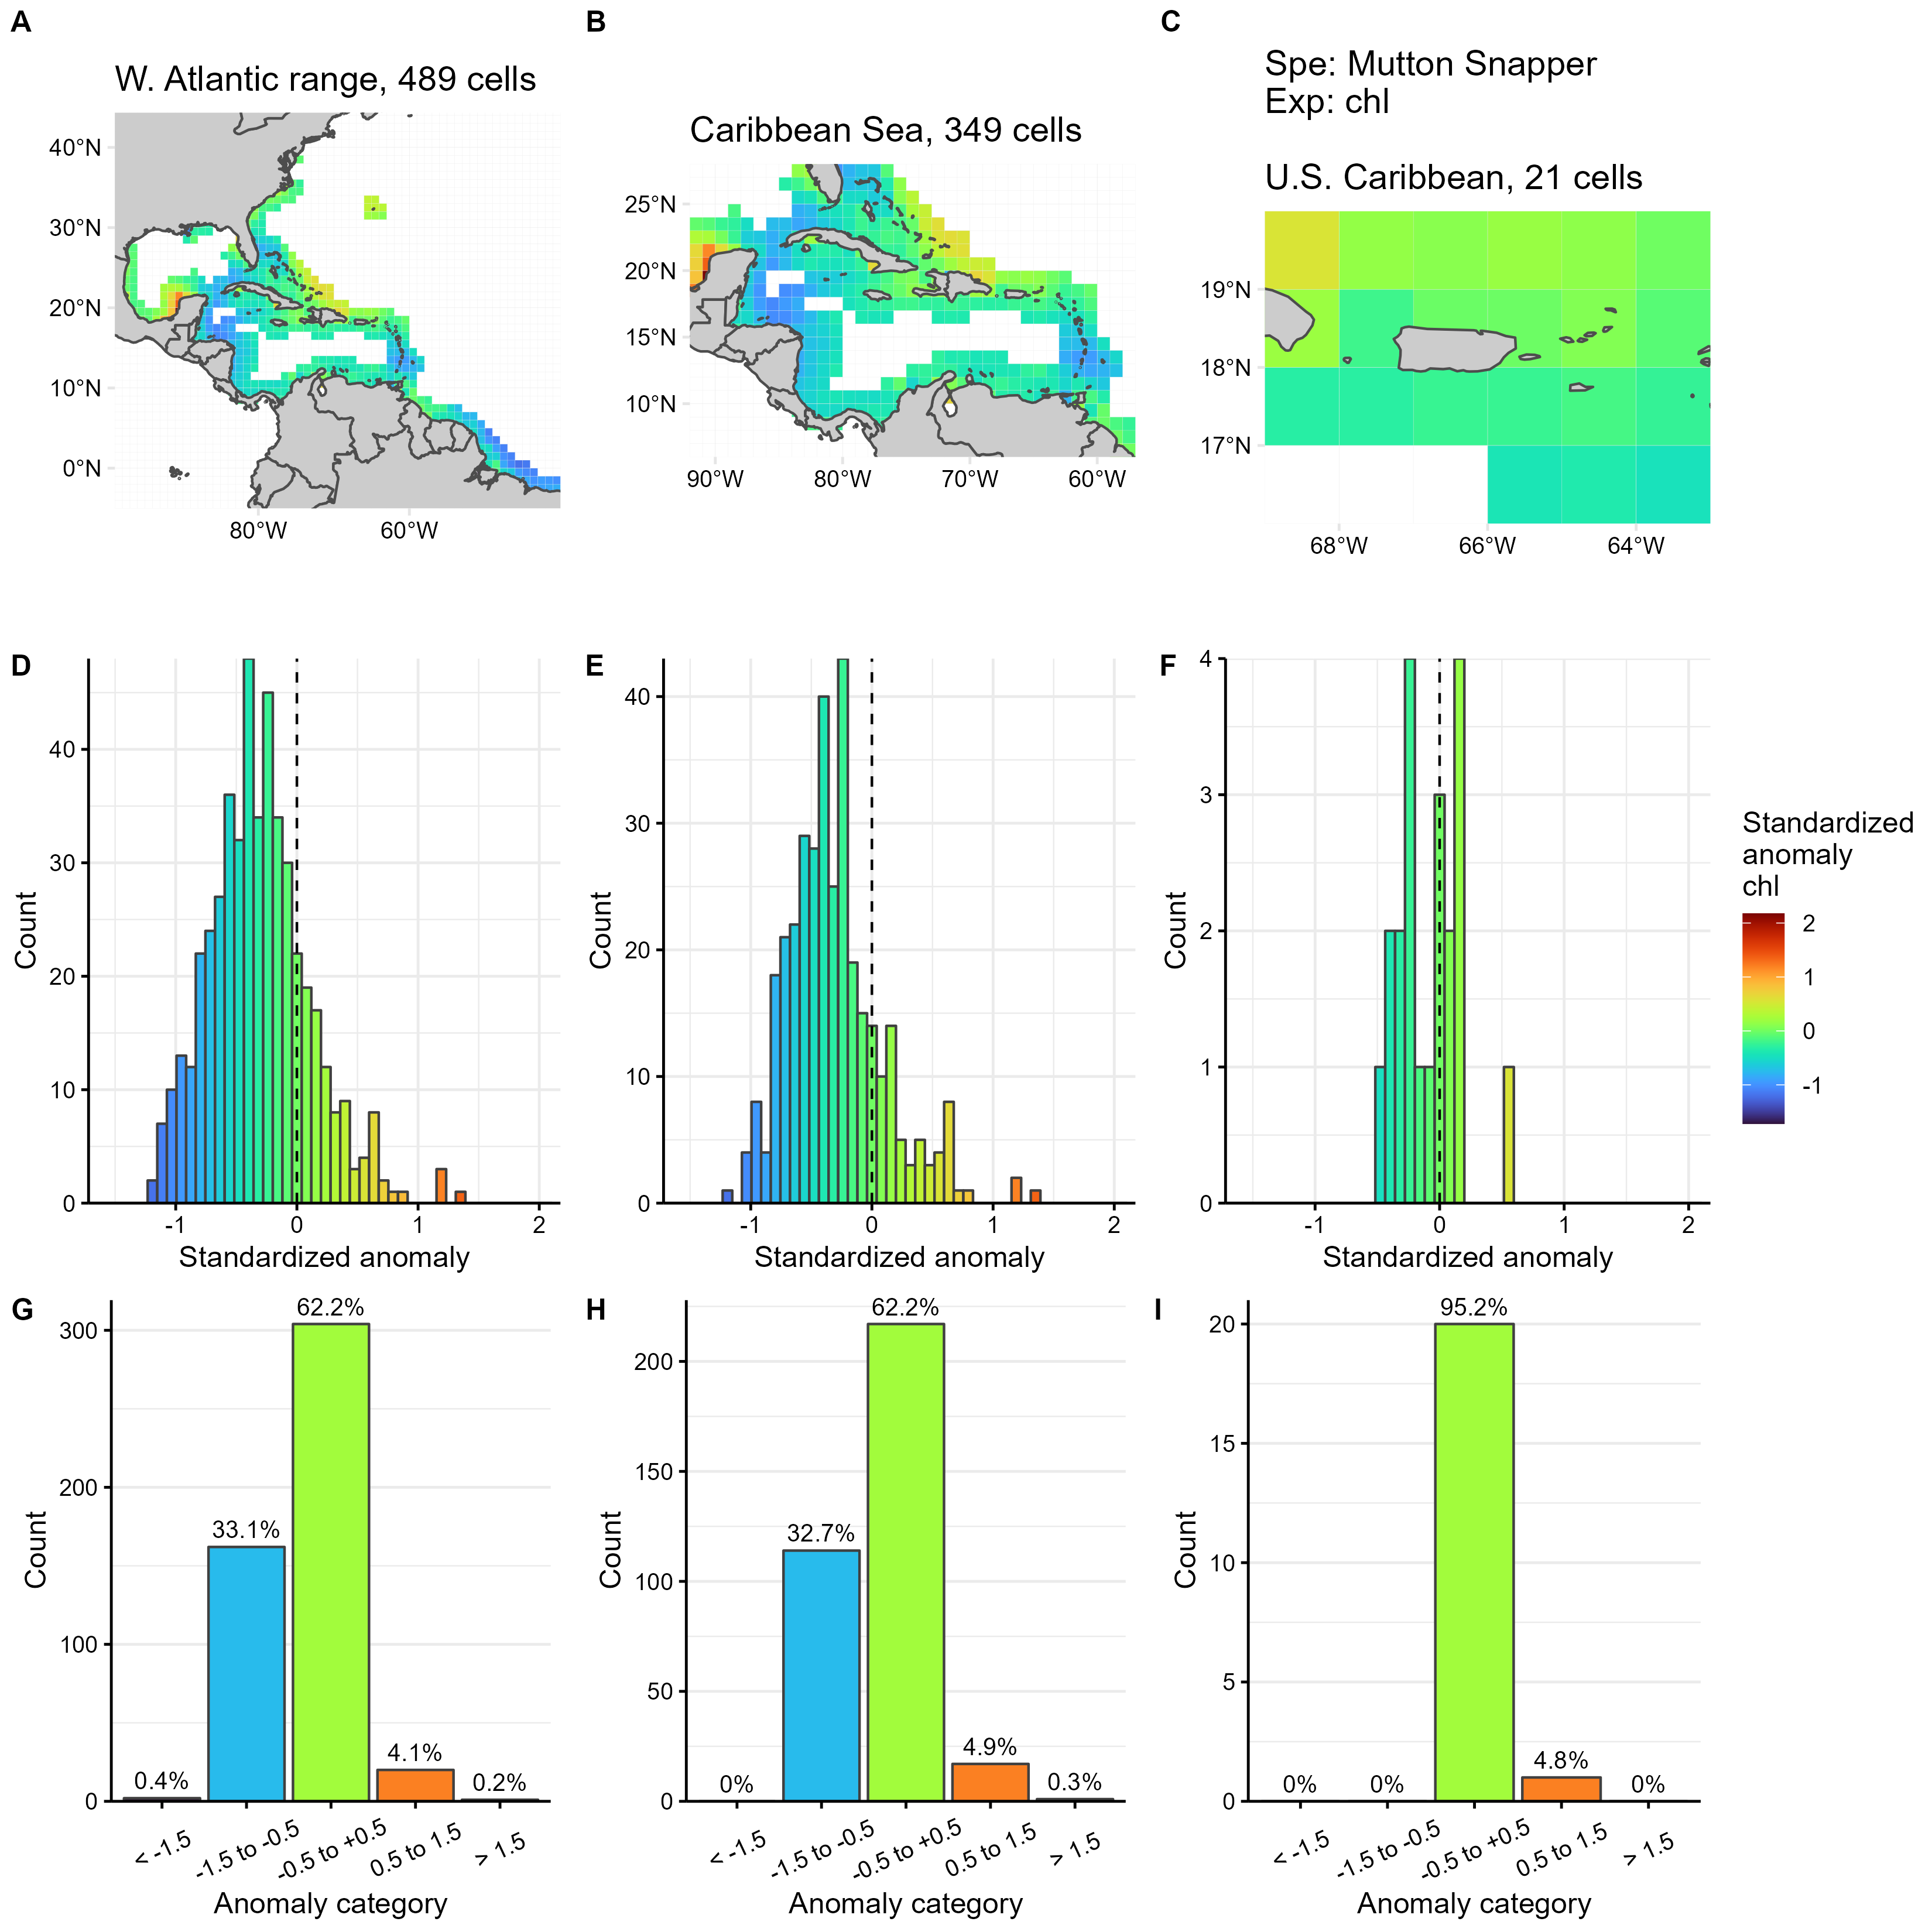 A
W. Atlantic range, 489 cells
40°N
30°N
20°N
10°N
0°N
80°W
60°W
B
Caribbean Sea, 349 cells
25°N
20°N
15°N
10°N
90°W
80°W
70°W
60°W
C
Spe: Mutton Snapper
Exp: chl
U.S. Caribbean, 21 cells
19°N
18°N
17°N
68°W
66°W
64°W
D
Count
40
30
20
10
0
-1
0
1
2
Standardized anomaly
E
Count
40
30
20
10
0
-1
0
1
2
Standardized anomaly
F
Count
4
3
2
1
0
-1
0
1
2
Standardized anomaly
Standardized
anomaly
chl
2
1
0
-1
G
Count
300
200
100
0
0.4%
33.1%
62.2%
4.1%
0.2%
< -1.5
-1.5 to -0.5
-0.5 to +0.5
0.5 to 1.5
> 1.5
Anomaly category
H
Count
200
150
100
50
0
0%
32.7%
62.2%
4.9%
0.3%
< -1.5
-1.5 to -0.5
-0.5 to +0.5
0.5 to 1.5
> 1.5
Anomaly category
I
Count
20
15
10
5
0
0%
0%
95.2%
4.8%
0%
< -1.5
-1.5 to -0.5
-0.5 to +0.5
0.5 to 1.5
> 1.5
Anomaly category